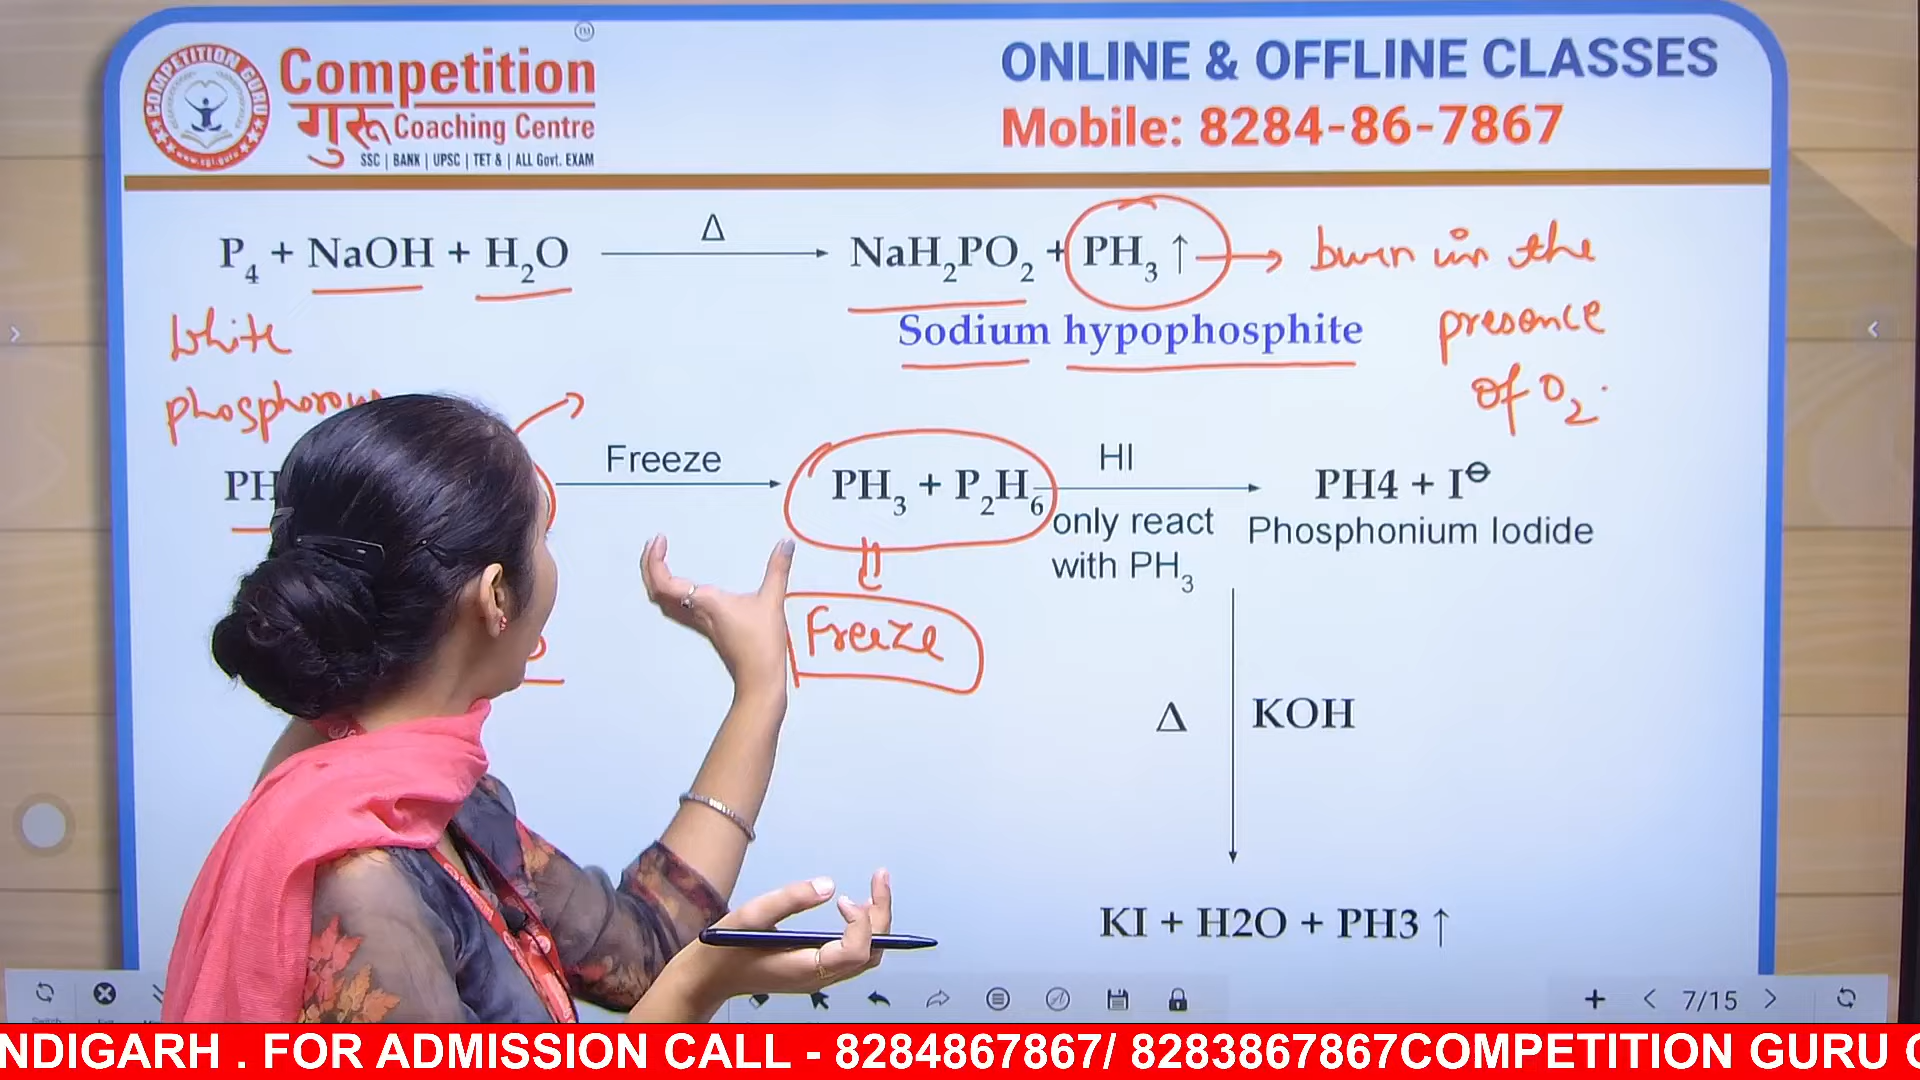 Competition
TM
गुरू Coaching Centre
SSC | BANK | UPSC | TET & | ALL Govt. EXAM
COMPETITION GURU
ONLINE & OFFLINE CLASSES
Mobile: 8284-86-7867
P₄ + NaOH + H₂O Δ NaH₂PO₂ + PH₃ ↑ → burn in the
presence
of O₂.
White
phosphorous
Sodium hypophosphite
PH Freeze PH₃ + P₂H₆ HI PH4 + I⊖
only react
with PH₃
Phosphonium Iodide
Freeze
Δ KOH
KI + H2O + PH3 ↑
7/15
NDIGARH . FOR ADMISSION CALL - 8284867867/ 8283867867COMPETITION GURU